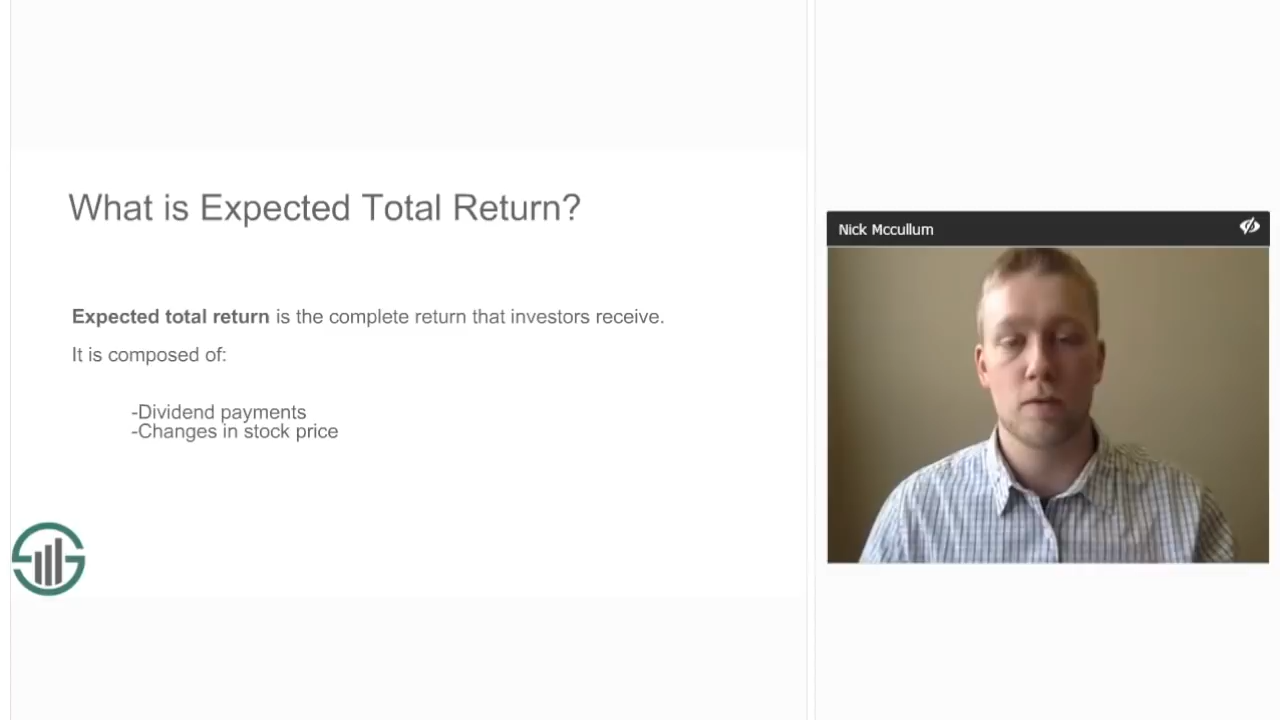 What is Expected Total Return?
Expected total return is the complete return that investors receive.
It is composed of:
-Dividend payments
-Changes in stock price
Nick Mccullum